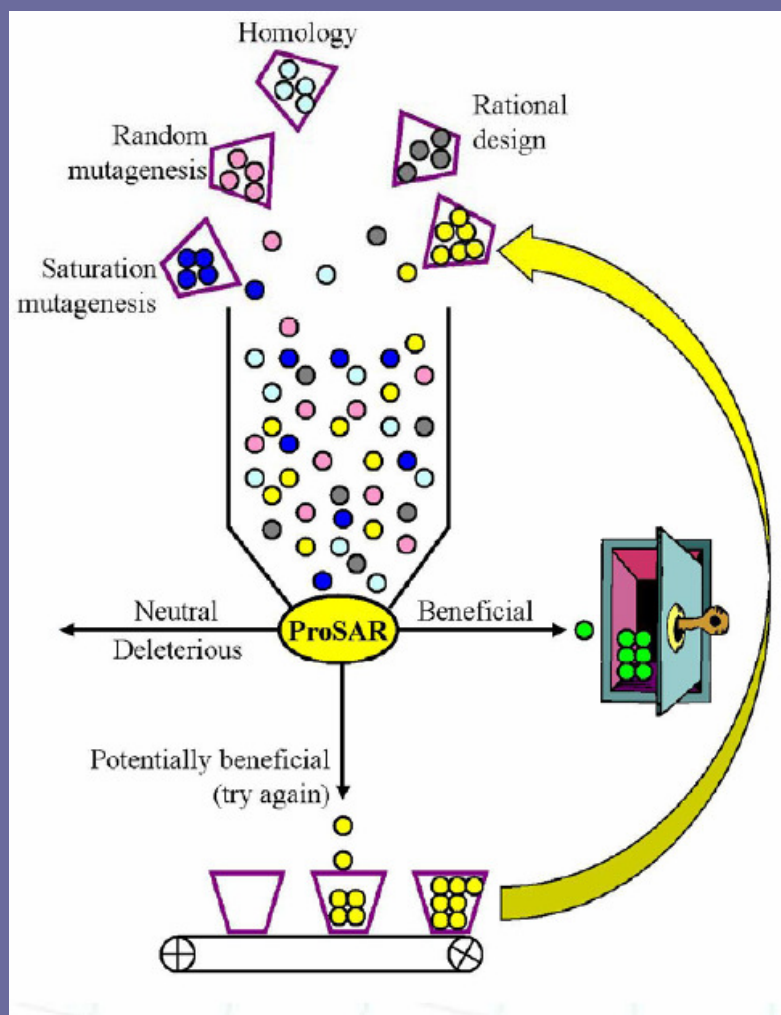 Homology
Random
mutagenesis
Rational
design
Saturation
mutagenesis
Neutral
Deleterious
ProSAR
Beneficial
Potentially beneficial
(try again)